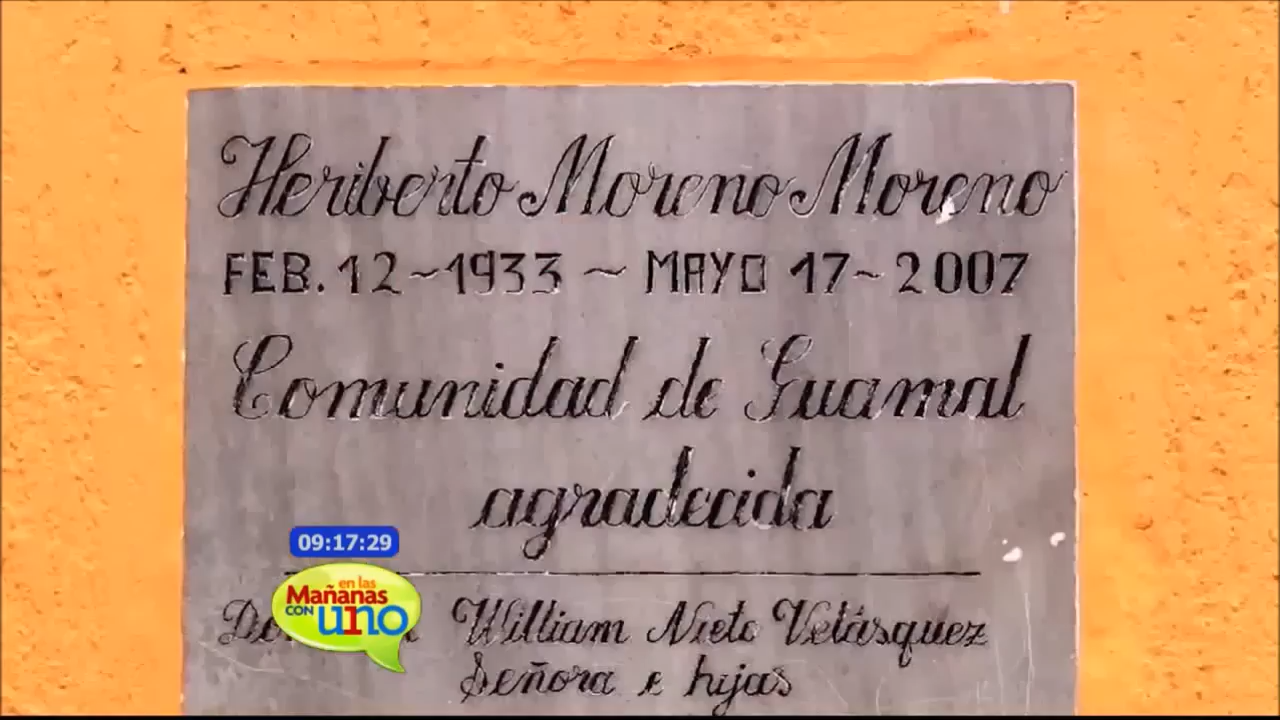 Heriberto Moreno Moreno
FEB. 12~1933 ~ MAYO 17~2007
Comunidad de Guamal
agradecida
09:17:29
en las
Mañanas
CON uno
William Nieto Velásquez
Señora e hijas